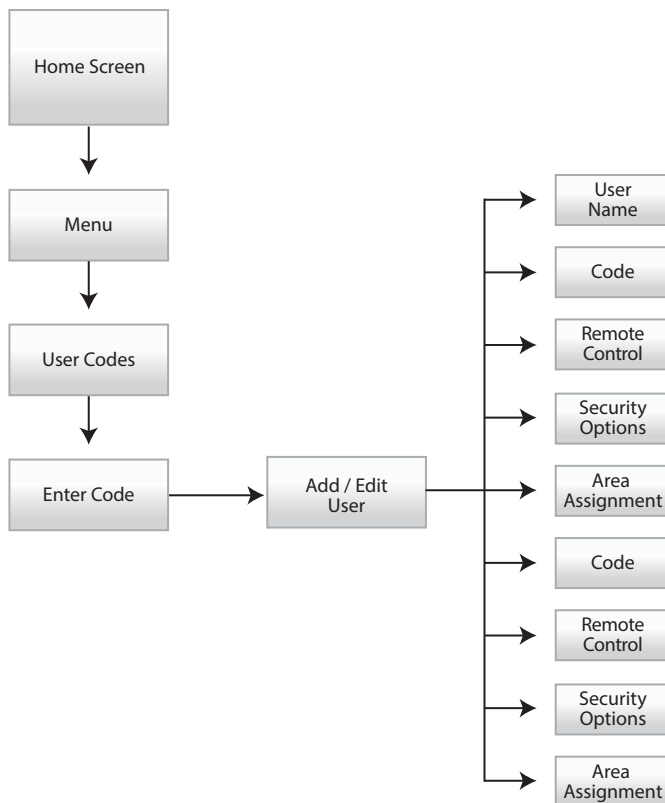 Home Screen
Menu
User Codes
Enter Code
Add / Edit
User
User
Name
Code
Remote
Control
Security
Options
Area
Assignment
Code
Remote
Control
Security
Options
Area
Assignment